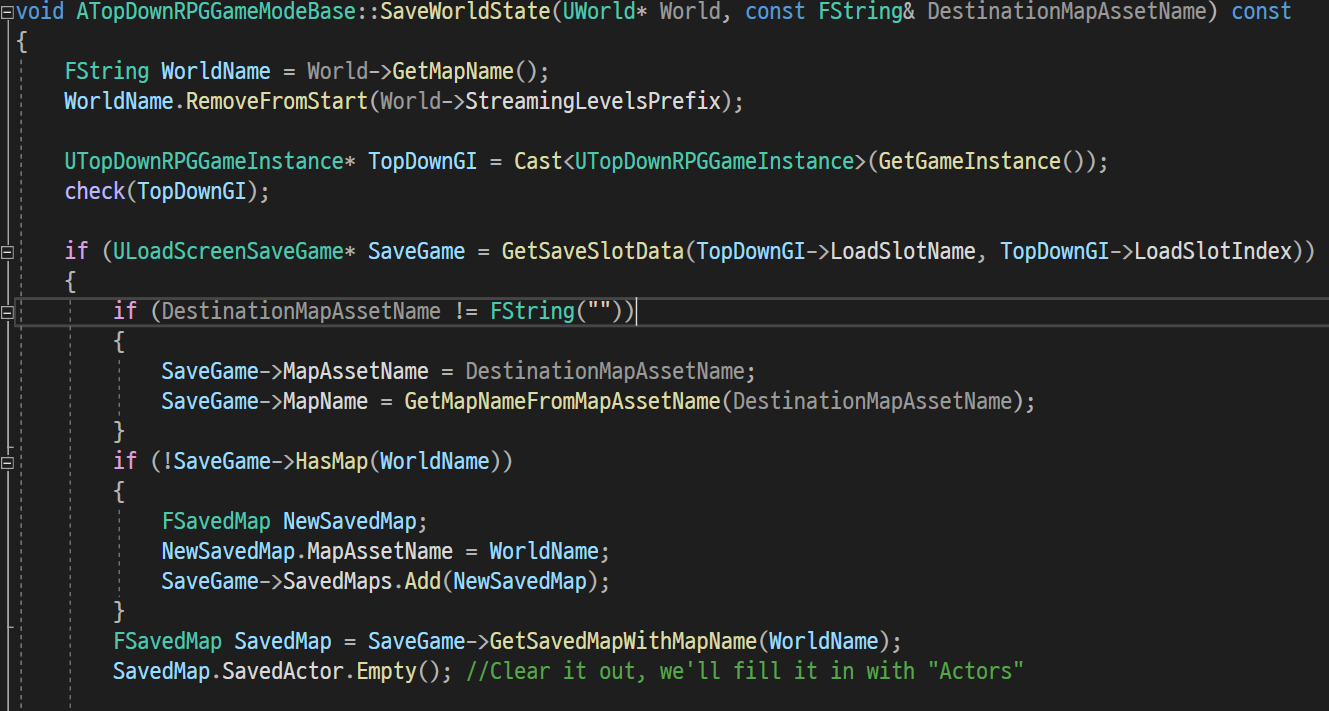 void ATopDownRPGGameModeBase::SaveWorldState(UWorld* World, const FString& DestinationMapAssetName) const
{
FString WorldName = World->GetMapName();
WorldName.RemoveFromStart(World->StreamingLevelsPrefix);
UTopDownRPGGameInstance* TopDownGI = Cast<UTopDownRPGGameInstance>(GetGameInstance());
check(TopDownGI);
if (ULoadScreenSaveGame* SaveGame = GetSaveSlotData(TopDownGI->LoadSlotName, TopDownGI->LoadSlotIndex))
{
if (DestinationMapAssetName != FString(""))
{
SaveGame->MapAssetName = DestinationMapAssetName;
SaveGame->MapName = GetMapNameFromMapAssetName(DestinationMapAssetName);
}
if (!SaveGame->HasMap(WorldName))
{
FSavedMap NewSavedMap;
NewSavedMap.MapAssetName = WorldName;
SaveGame->SavedMaps.Add(NewSavedMap);
}
FSavedMap SavedMap = SaveGame->GetSavedMapWithMapName(WorldName);
SavedMap.SavedActor.Empty(); //Clear it out, we'll fill it in with "Actors"